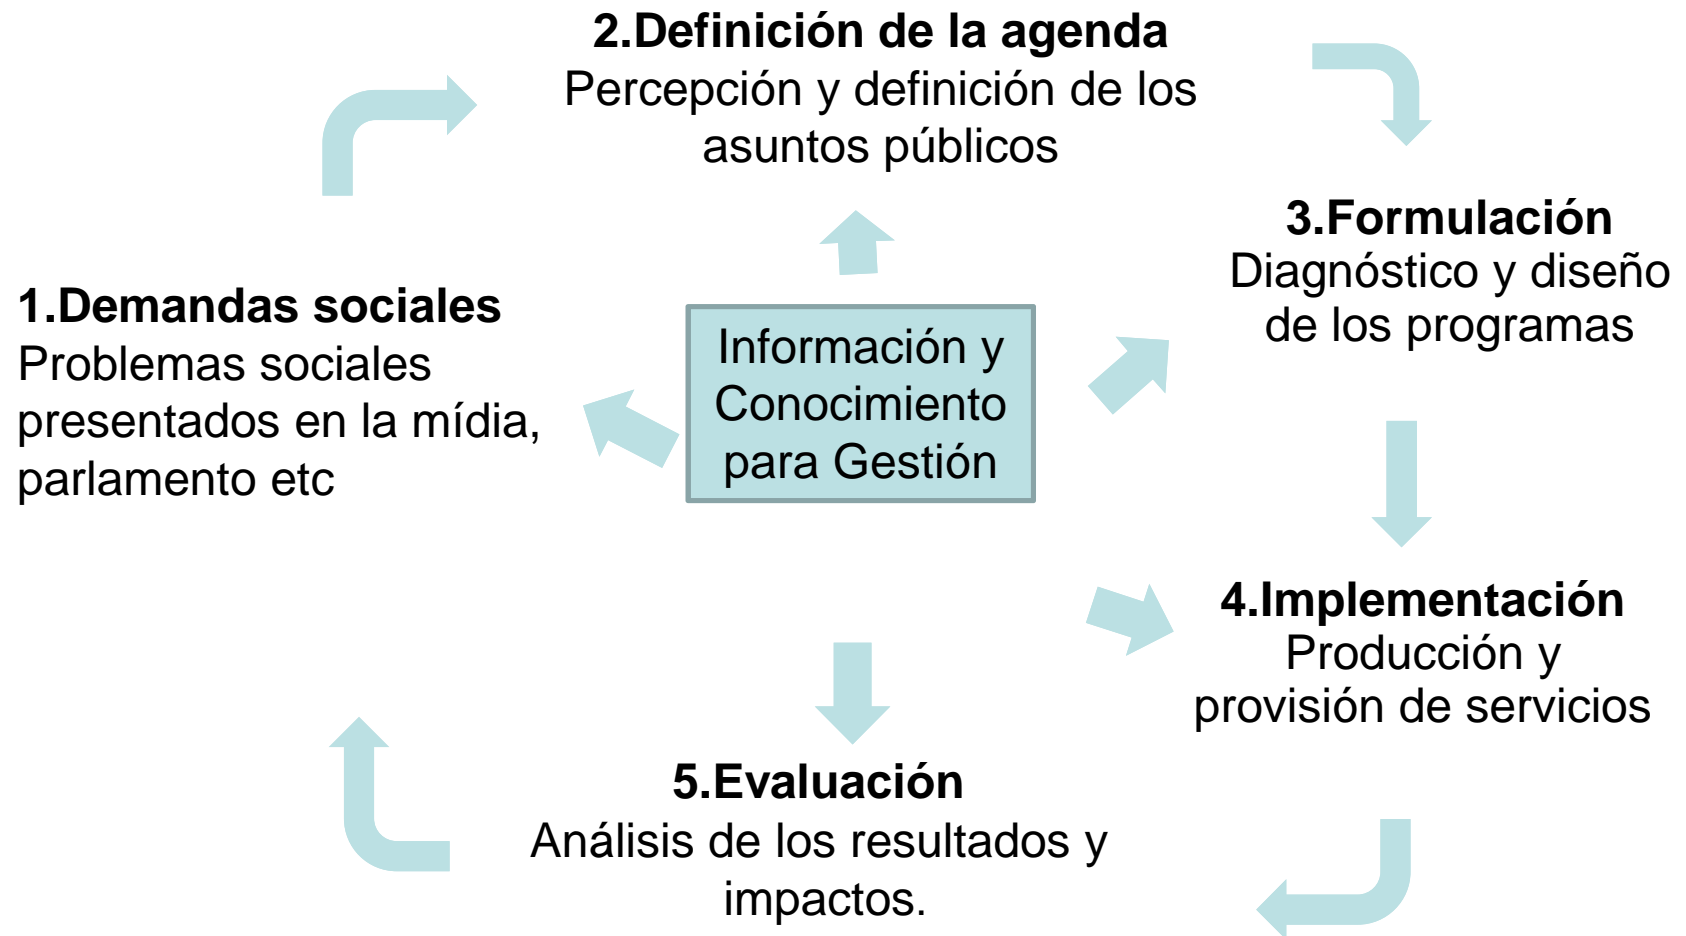 2.Definición de la agenda
Percepción y definición de los
asuntos públicos
3.Formulación
Diagnóstico y diseño
de los programas
1.Demandas sociales
Problemas sociales
presentados en la mídia,
parlamento etc
Información y
Conocimiento
para Gestión
4.Implementación
Producción y
provisión de servicios
5.Evaluación
Análisis de los resultados y
impactos.